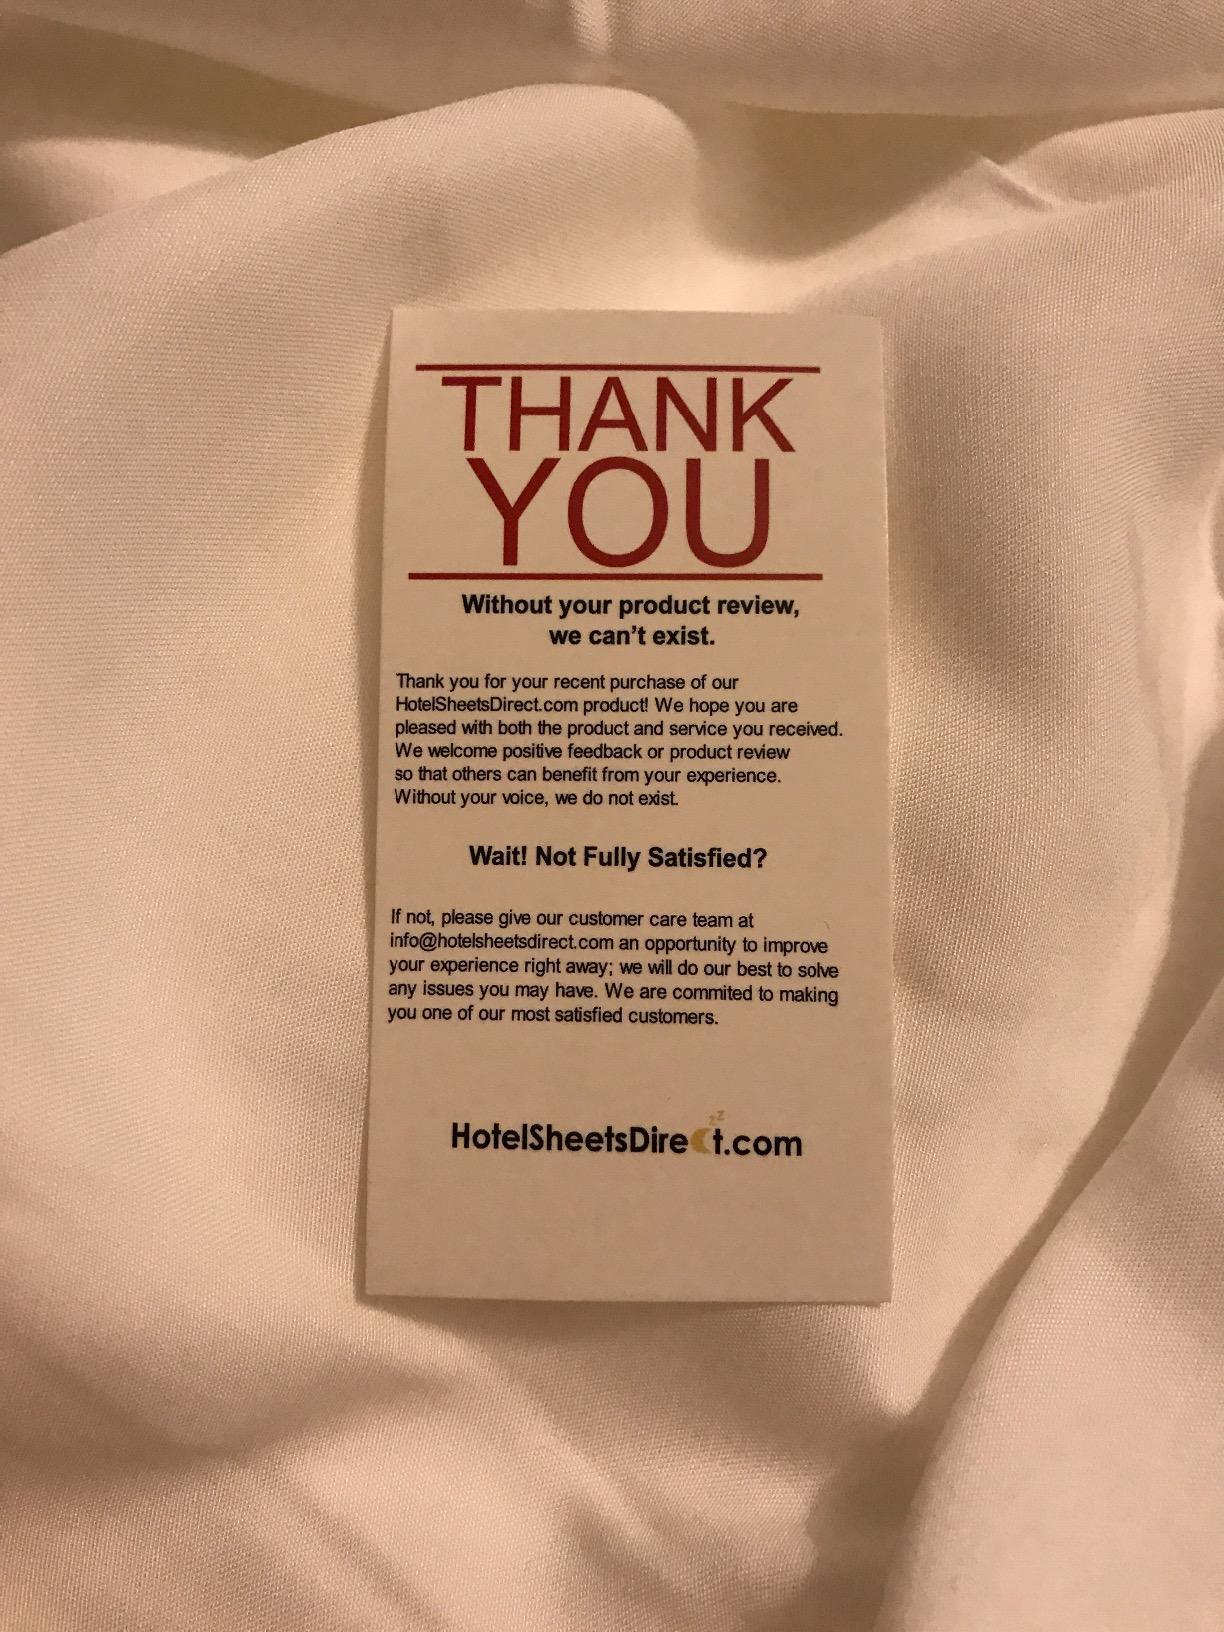 THANK
YOU
Without your product review,
we can't exist.
Thank you for your recent purchase of our
HotelSheetsDirect.com product! We hope you are
pleased with both the product and service you received.
We welcome positive feedback or product review
so that others can benefit from your experience.
Without your voice, we do not exist.
Wait! Not Fully Satisfied?
If not, please give our customer care team at
info@hotelsheetsdirect.com an opportunity to improve
your experience right away; we will do our best to solve
any issues you may have. We are commited to making
you one of our most satisfied customers.
zz
HotelSheetsDirect.com